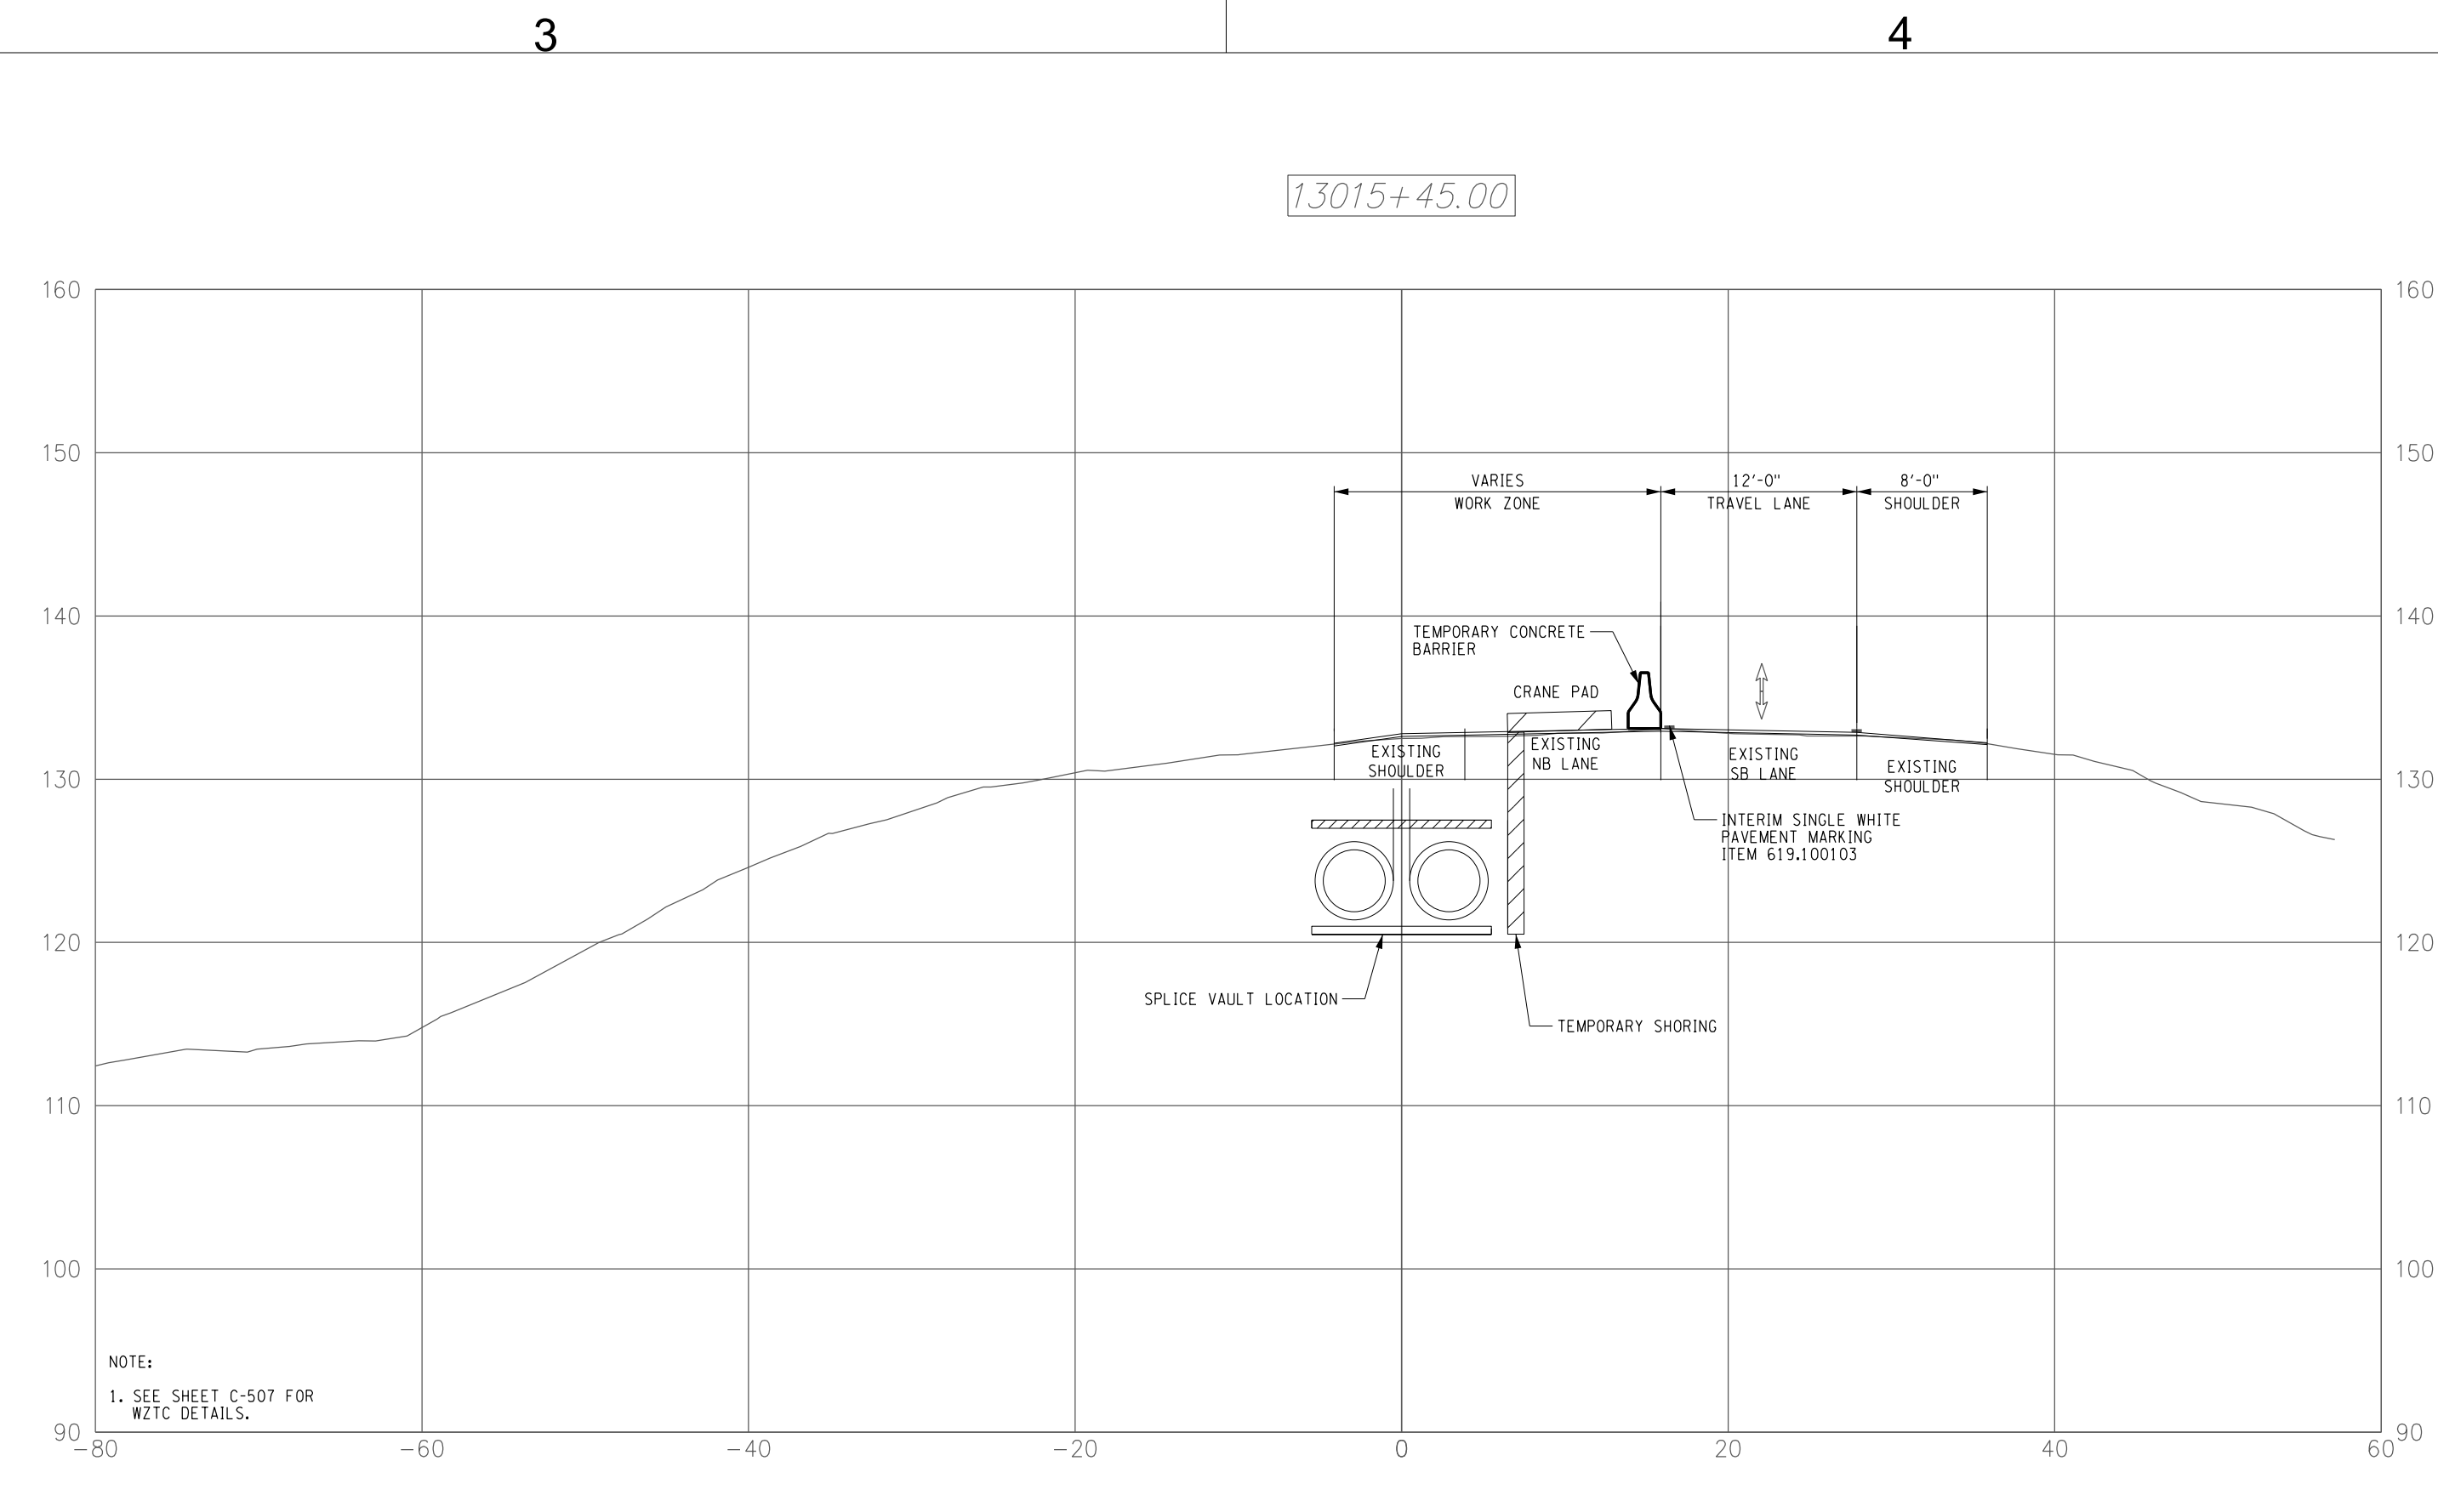 3
4
13015+45.00
160
160
150
150
VARIES
12'-0"
8'-0"
WORK ZONE
TRAVEL LANE
SHOULDER
140
140
TEMPORARY CONCRETE
BARRIER
CRANE PAD
EXISTING
SHOULDER
EXISTING
NB LANE
EXISTING
SB LANE
EXISTING
SHOULDER
130
130
INTERIM SINGLE WHITE
PAVEMENT MARKING
ITEM 619.100103
120
120
SPLICE VAULT LOCATION
TEMPORARY SHORING
110
110
100
100
NOTE:
1. SEE SHEET C-507 FOR
WZTC DETAILS.
90
90
-80
-60
-40
-20
0
20
40
60